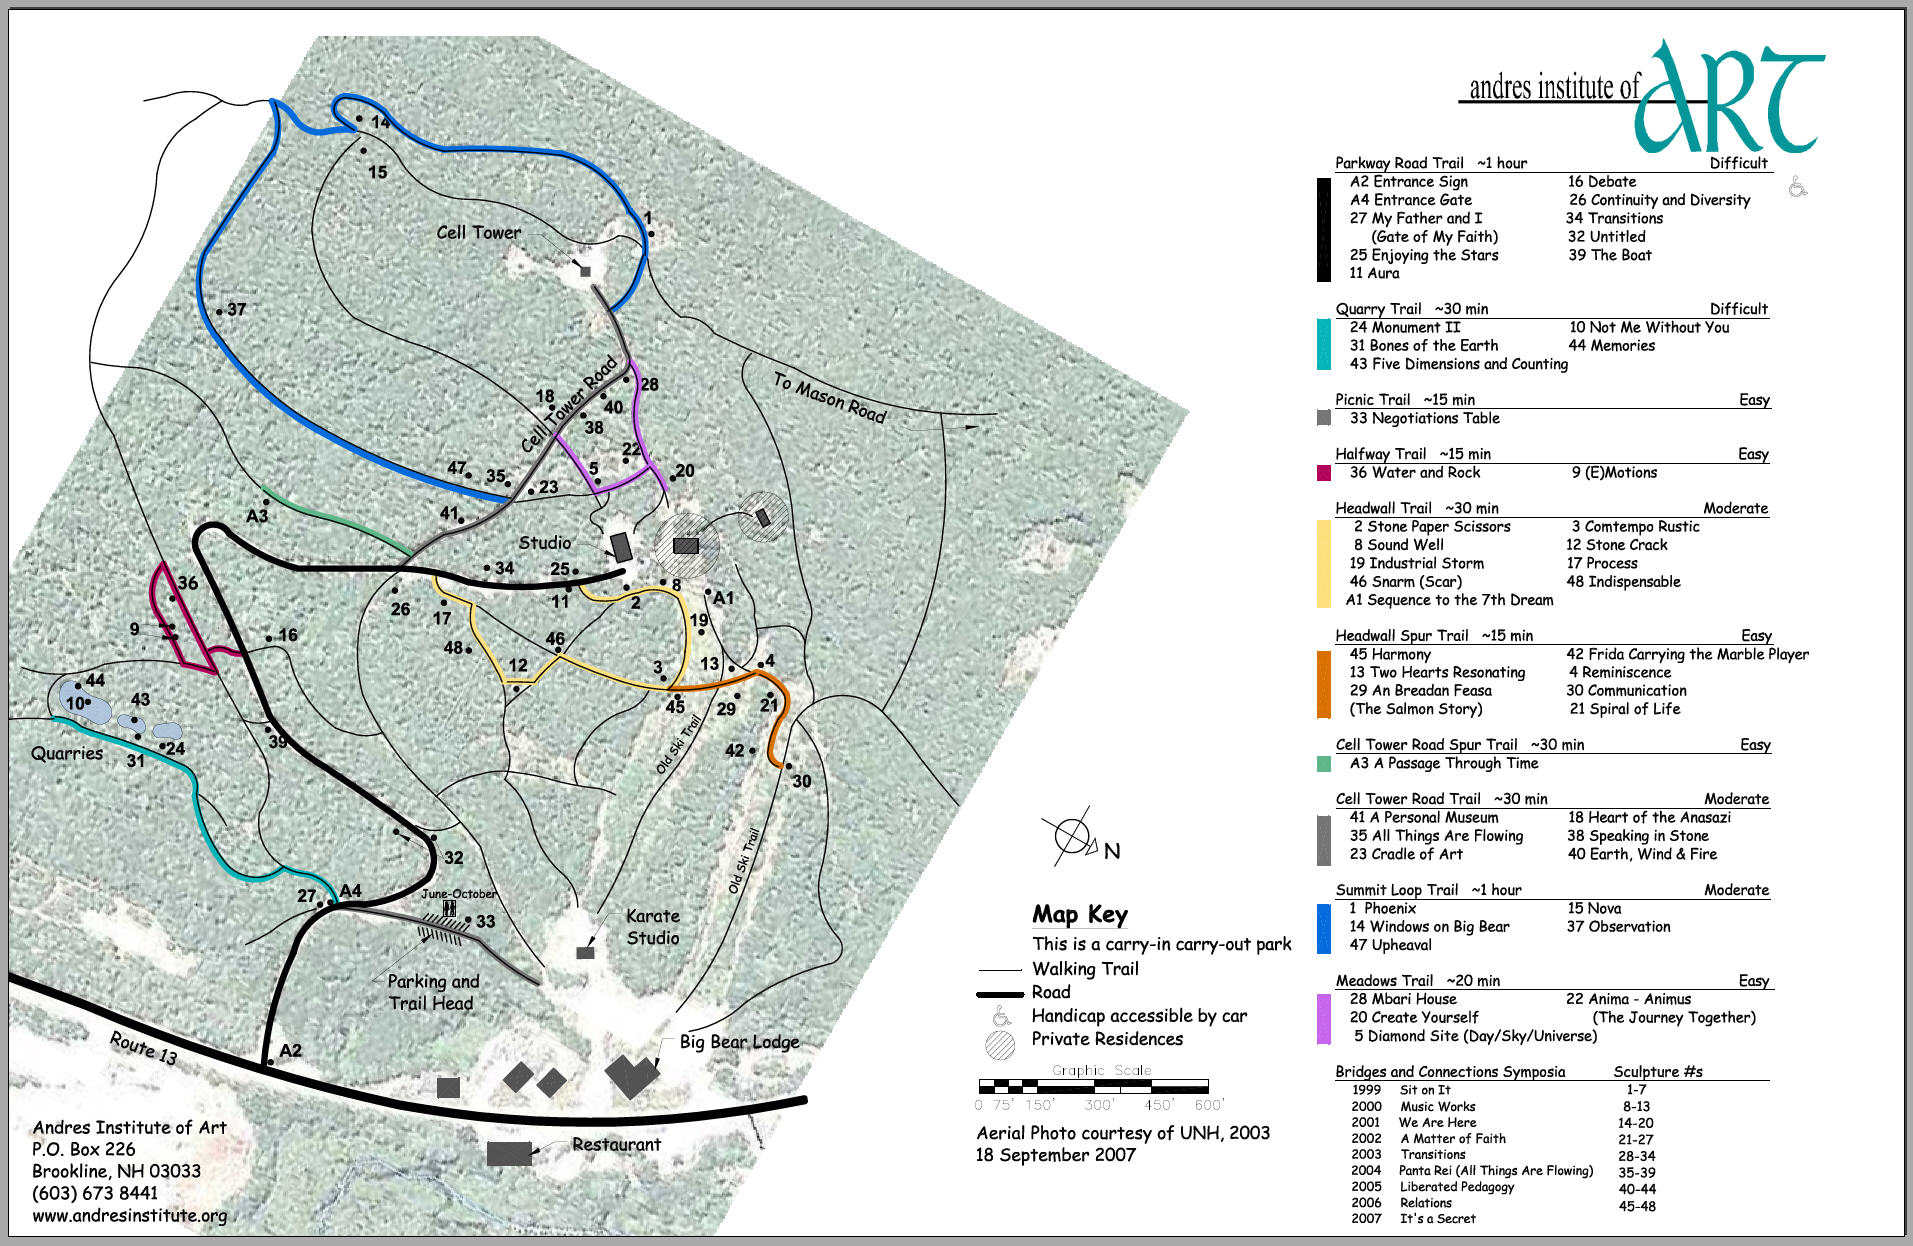 andres institute of ART
Parkway Road Trail ~1 hour Difficult
A2 Entrance Sign 16 Debate
A4 Entrance Gate 26 Continuity and Diversity
27 My Father and I 34 Transitions
(Gate of My Faith) 32 Untitled
25 Enjoying the Stars 39 The Boat
11 Aura
Quarry Trail ~30 min Difficult
24 Monument II 10 Not Me Without You
31 Bones of the Earth 44 Memories
43 Five Dimensions and Counting
Picnic Trail ~15 min Easy
33 Negotiations Table
Halfway Trail ~15 min Easy
36 Water and Rock 9 (E)Motions
Headwall Trail ~30 min Moderate
2 Stone Paper Scissors 3 Comtempo Rustic
8 Sound Well 12 Stone Crack
19 Industrial Storm 17 Process
46 Snarm (Scar) 48 Indispensable
A1 Sequence to the 7th Dream
Headwall Spur Trail ~15 min Easy
45 Harmony 42 Frida Carrying the Marble Player
13 Two Hearts Resonating 4 Reminiscence
29 An Breadan Feasa 30 Communication
(The Salmon Story) 21 Spiral of Life
Cell Tower Road Spur Trail ~30 min Easy
A3 A Passage Through Time
Cell Tower Road Trail ~30 min Moderate
41 A Personal Museum 18 Heart of the Anasazi
35 All Things Are Flowing 38 Speaking in Stone
23 Cradle of Art 40 Earth, Wind & Fire
Summit Loop Trail ~1 hour Moderate
1 Phoenix 15 Nova
14 Windows on Big Bear 37 Observation
47 Upheaval
Meadows Trail ~20 min Easy
28 Mbari House 22 Anima - Animus
20 Create Yourself (The Journey Together)
5 Diamond Site (Day/Sky/Universe)
Bridges and Connections Symposia Sculpture #s
1999 Sit on It 1-7
2000 Music Works 8-13
2001 We Are Here 14-20
2002 A Matter of Faith 21-27
2003 Transitions 28-34
2004 Panta Rei (All Things Are Flowing) 35-39
2005 Liberated Pedagogy 40-44
2006 Relations 45-48
2007 It's a Secret
14
15
1
Cell Tower
37
28
To Mason Road
18
40
Cell Tower Road
38
22
47
35
5
20
23
A3
41
Studio
34
25
36
8
26
11
2
A1
17
9
16
19
46
48
12
3
13
4
44
10
43
45
29
21
39
24
Quarries
31
Old Ski Trail
42
30
32
Old Ski Trail
27
A4
June-October
33
Karate
Studio
Parking and
Trail Head
Route 13
A2
Big Bear Lodge
Restaurant
N
Map Key
This is a carry-in carry-out park
Walking Trail
Road
Handicap accessible by car
Private Residences
Graphic Scale
0 75' 150' 300' 450' 600'
Aerial Photo courtesy of UNH, 2003
18 September 2007
Andres Institute of Art
P.O. Box 226
Brookline, NH 03033
(603) 673 8441
www.andresinstitute.org